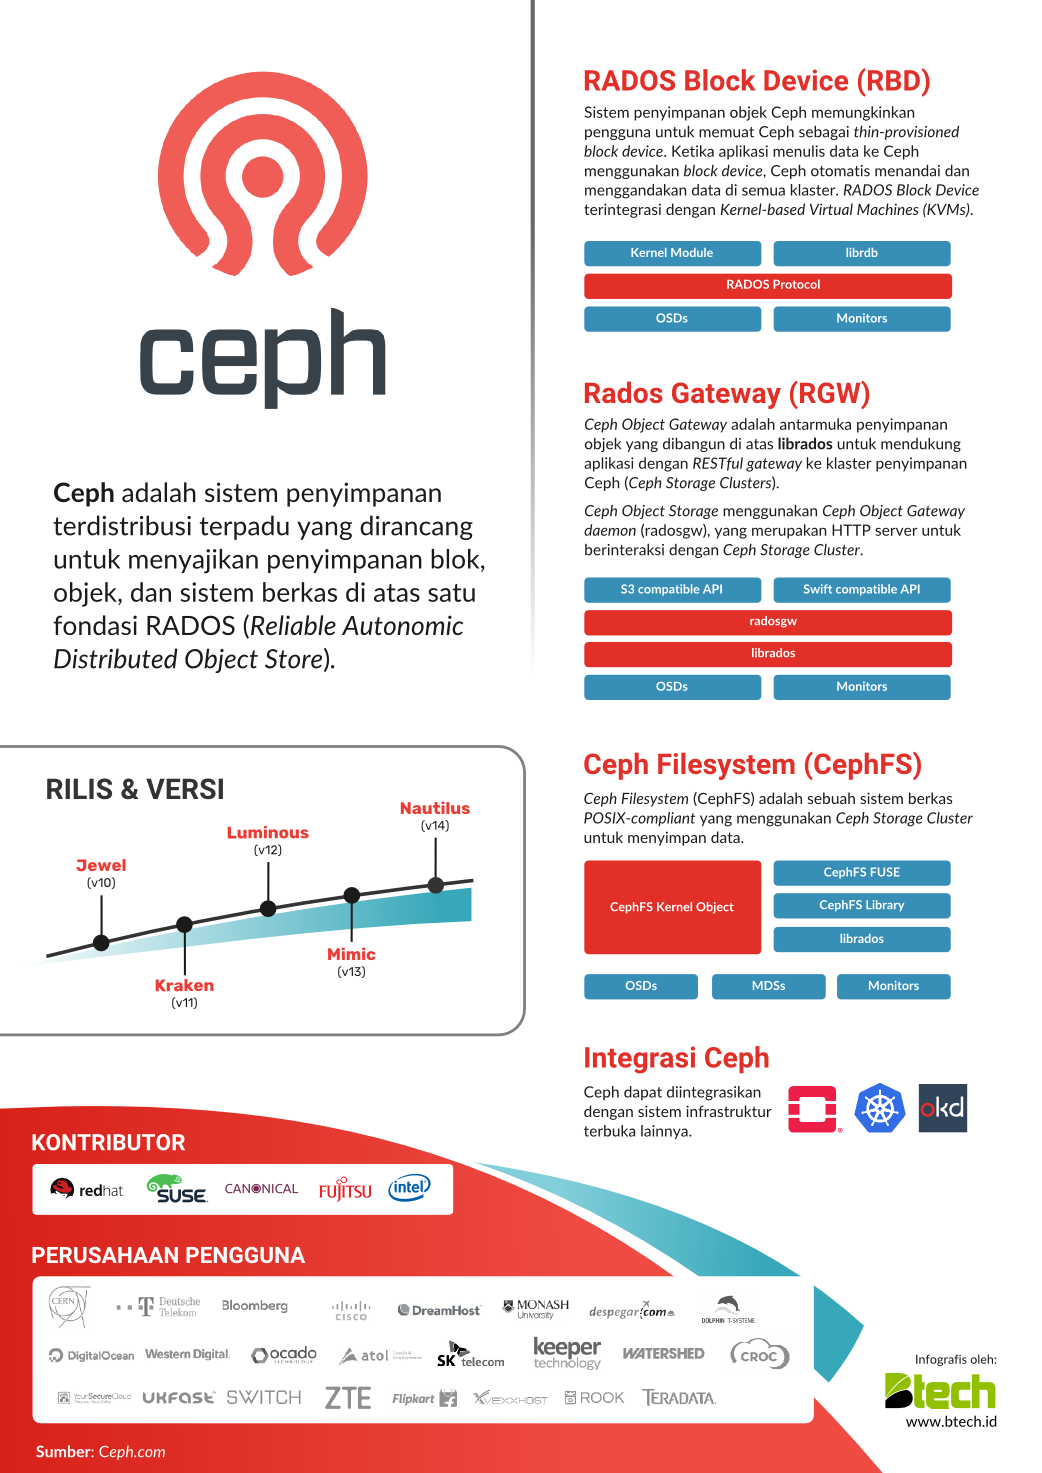 ceph
Ceph adalah sistem penyimpanan
terdistribusi terpadu yang dirancang
untuk menyajikan penyimpanan blok,
objek, dan sistem berkas di atas satu
fondasi RADOS (Reliable Autonomic
Distributed Object Store).
RILIS & VERSI
Jewel
(v10)
Kraken
(v11)
Luminous
(v12)
Mimic
(v13)
Nautilus
(v14)
RADOS Block Device (RBD)
Sistem penyimpanan objek Ceph memungkinkan
pengguna untuk memuat Ceph sebagai thin-provisioned
block device. Ketika aplikasi menulis data ke Ceph
menggunakan block device, Ceph otomatis menandai dan
menggandakan data di semua klaster. RADOS Block Device
terintegrasi dengan Kernel-based Virtual Machines (KVMs).
Kernel Module
librdb
RADOS Protocol
OSDs
Monitors
Rados Gateway (RGW)
Ceph Object Gateway adalah antarmuka penyimpanan
objek yang dibangun di atas librados untuk mendukung
aplikasi dengan RESTful gateway ke klaster penyimpanan
Ceph (Ceph Storage Clusters).
Ceph Object Storage menggunakan Ceph Object Gateway
daemon (radosgw), yang merupakan HTTP server untuk
berinteraksi dengan Ceph Storage Cluster.
S3 compatible API
Swift compatible API
radosgw
librados
OSDs
Monitors
Ceph Filesystem (CephFS)
Ceph Filesystem (CephFS) adalah sebuah sistem berkas
POSIX-compliant yang menggunakan Ceph Storage Cluster
untuk menyimpan data.
CephFS Kernel Object
CephFS FUSE
CephFS Library
librados
OSDs
MDSs
Monitors
Integrasi Ceph
Ceph dapat diintegrasikan
dengan sistem infrastruktur
terbuka lainnya.
okd
KONTRIBUTOR
redhat
SUSE
CANONICAL
FUJITSU
intel
PERUSAHAAN PENGGUNA
CERN
Deutsche
Telekom
Bloomberg
CISCO
DreamHost
MONASH
University
despegar.com
DOLPHIN IT-SYSTEME
DigitalOcean
Western Digital.
ocado
TECHNOLOGY
atol
SK telecom
keeper
technology
WATERSHED
CROC
YourSecureCloud
UKFAST
SWITCH
ZTE
Flipkart
VEXXHOST
ROOK
TERADATA.
Sumber: Ceph.com
Infografis oleh:
Btech
www.btech.id